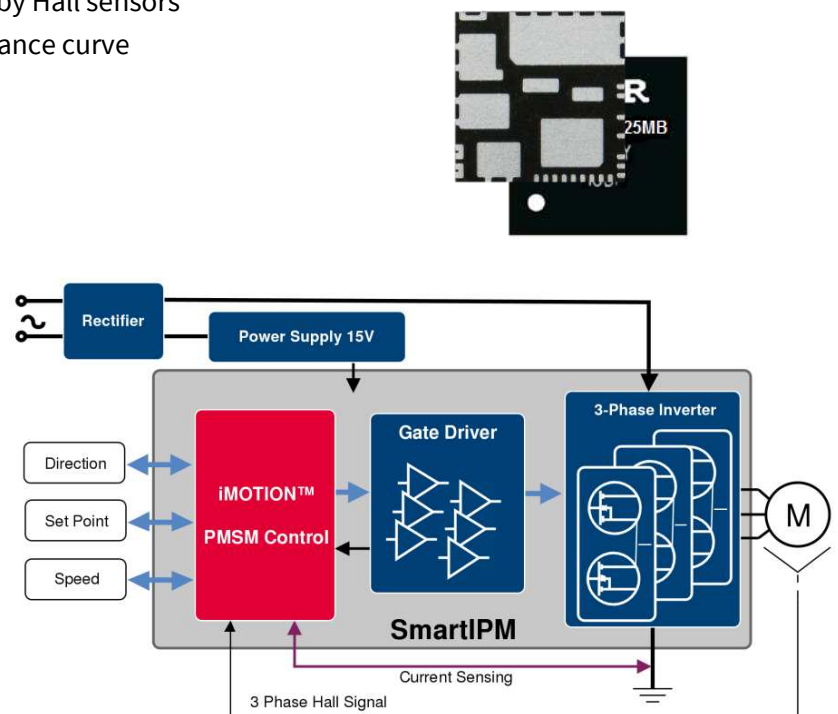 by Hall sensors
ance curve
R
25MB
Rectifier
Power Supply 15V
3-Phase Inverter
Gate Driver
Direction
iMOTION™
Set Point
PMSM Control
M
Speed
SmartIPM
Current Sensing
3 Phase Hall Signal